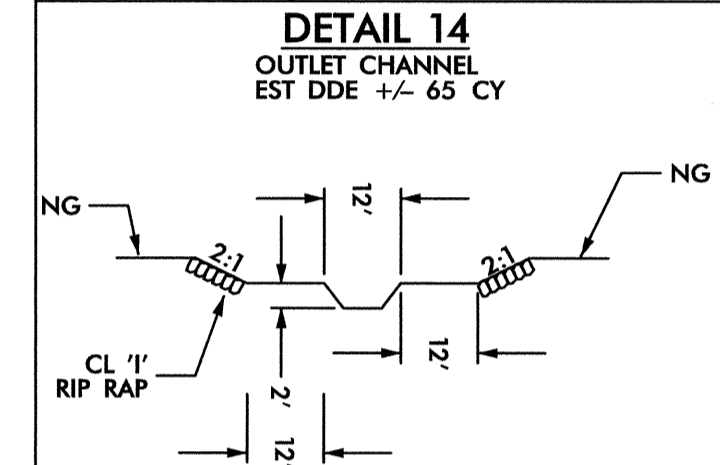 DETAIL 14
OUTLET CHANNEL
EST DDE +/- 65 CY
12'
NG
NG
2:1
2:1
12'
CL 'I'
RIP RAP
2'
12'